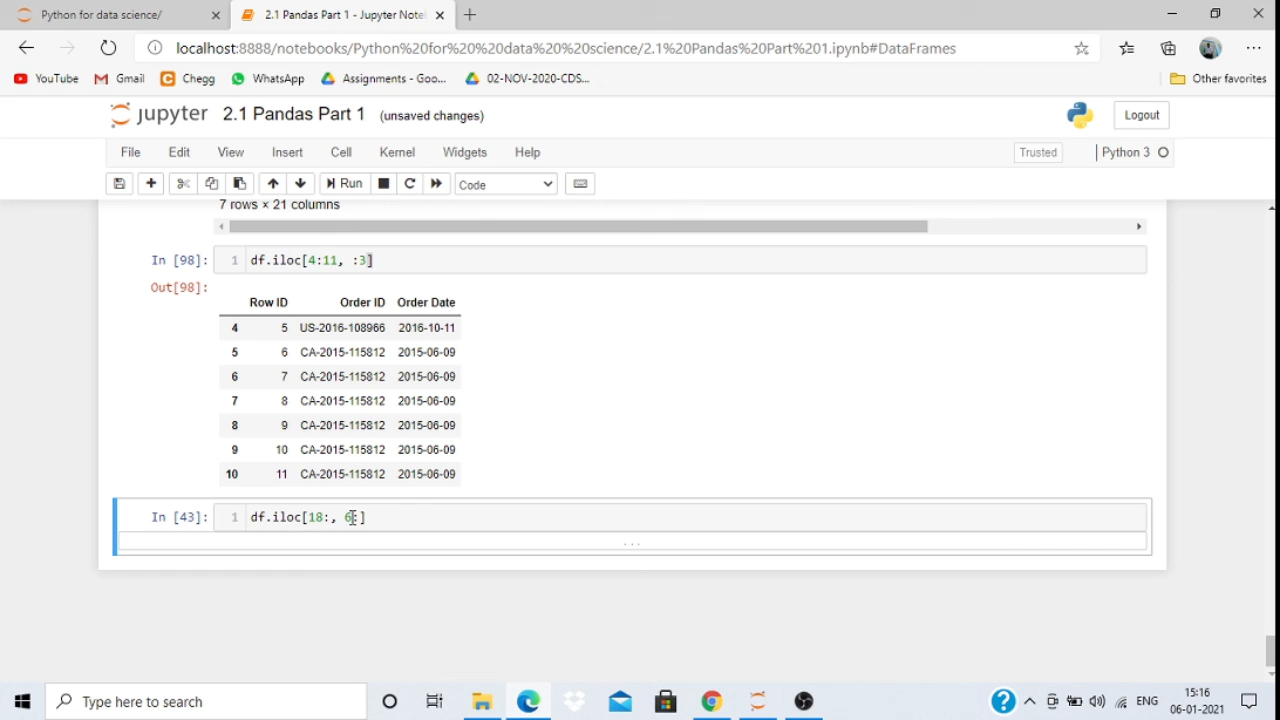 Python for data science/
2.1 Pandas Part 1 - Jupyter Note
localhost:8888/notebooks/Python%20for%20%20data%20%20science/2.1%20Pandas%20Part%201.ipynb#DataFrames
YouTube Gmail Chegg WhatsApp Assignments - Goo... 02-NOV-2020-CDS... Other favorites
jupyter 2.1 Pandas Part 1 (unsaved changes) Logout
File Edit View Insert Cell Kernel Widgets Help Trusted Python 3
Run Code
7 rows × 21 columns
In [98]: 1 df.iloc[4:11, :3]
Out[98]:
Row ID Order ID Order Date
4 5 US-2016-108966 2016-10-11
5 6 CA-2015-115812 2015-06-09
6 7 CA-2015-115812 2015-06-09
7 8 CA-2015-115812 2015-06-09
8 9 CA-2015-115812 2015-06-09
9 10 CA-2015-115812 2015-06-09
10 11 CA-2015-115812 2015-06-09
In [43]: 1 df.iloc[18:, 6:]
...
Type here to search
ENG
15:16
06-01-2021